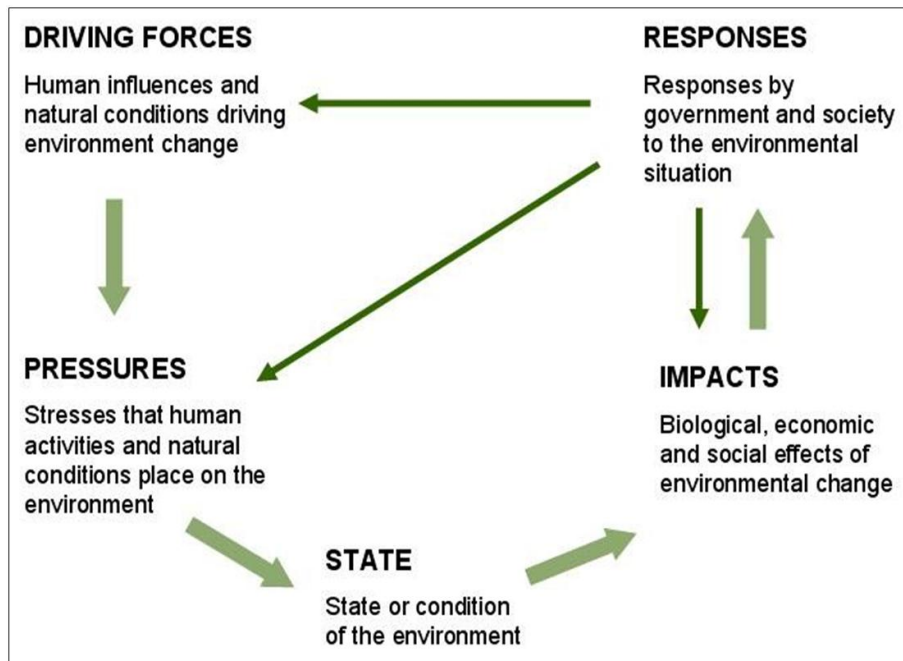 DRIVING FORCES
Human influences and
natural conditions driving
environment change
RESPONSES
Responses by
government and society
to the environmental
situation
PRESSURES
Stresses that human
activities and natural
conditions place on the
environment
IMPACTS
Biological, economic
and social effects of
environmental change
STATE
State or condition
of the environment